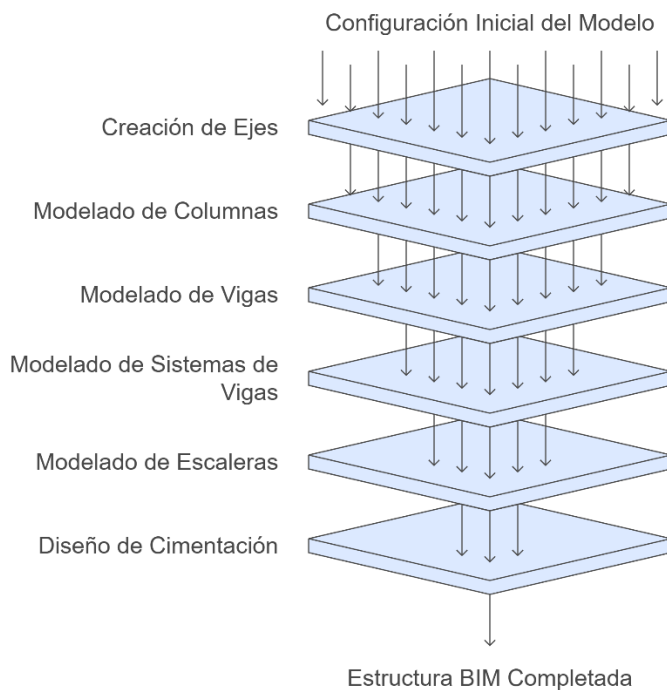 Configuración Inicial del Modelo
Creación de Ejes
Modelado de Columnas
Modelado de Vigas
Modelado de Sistemas de
Vigas
Modelado de Escaleras
Diseño de Cimentación
Estructura BIM Completada